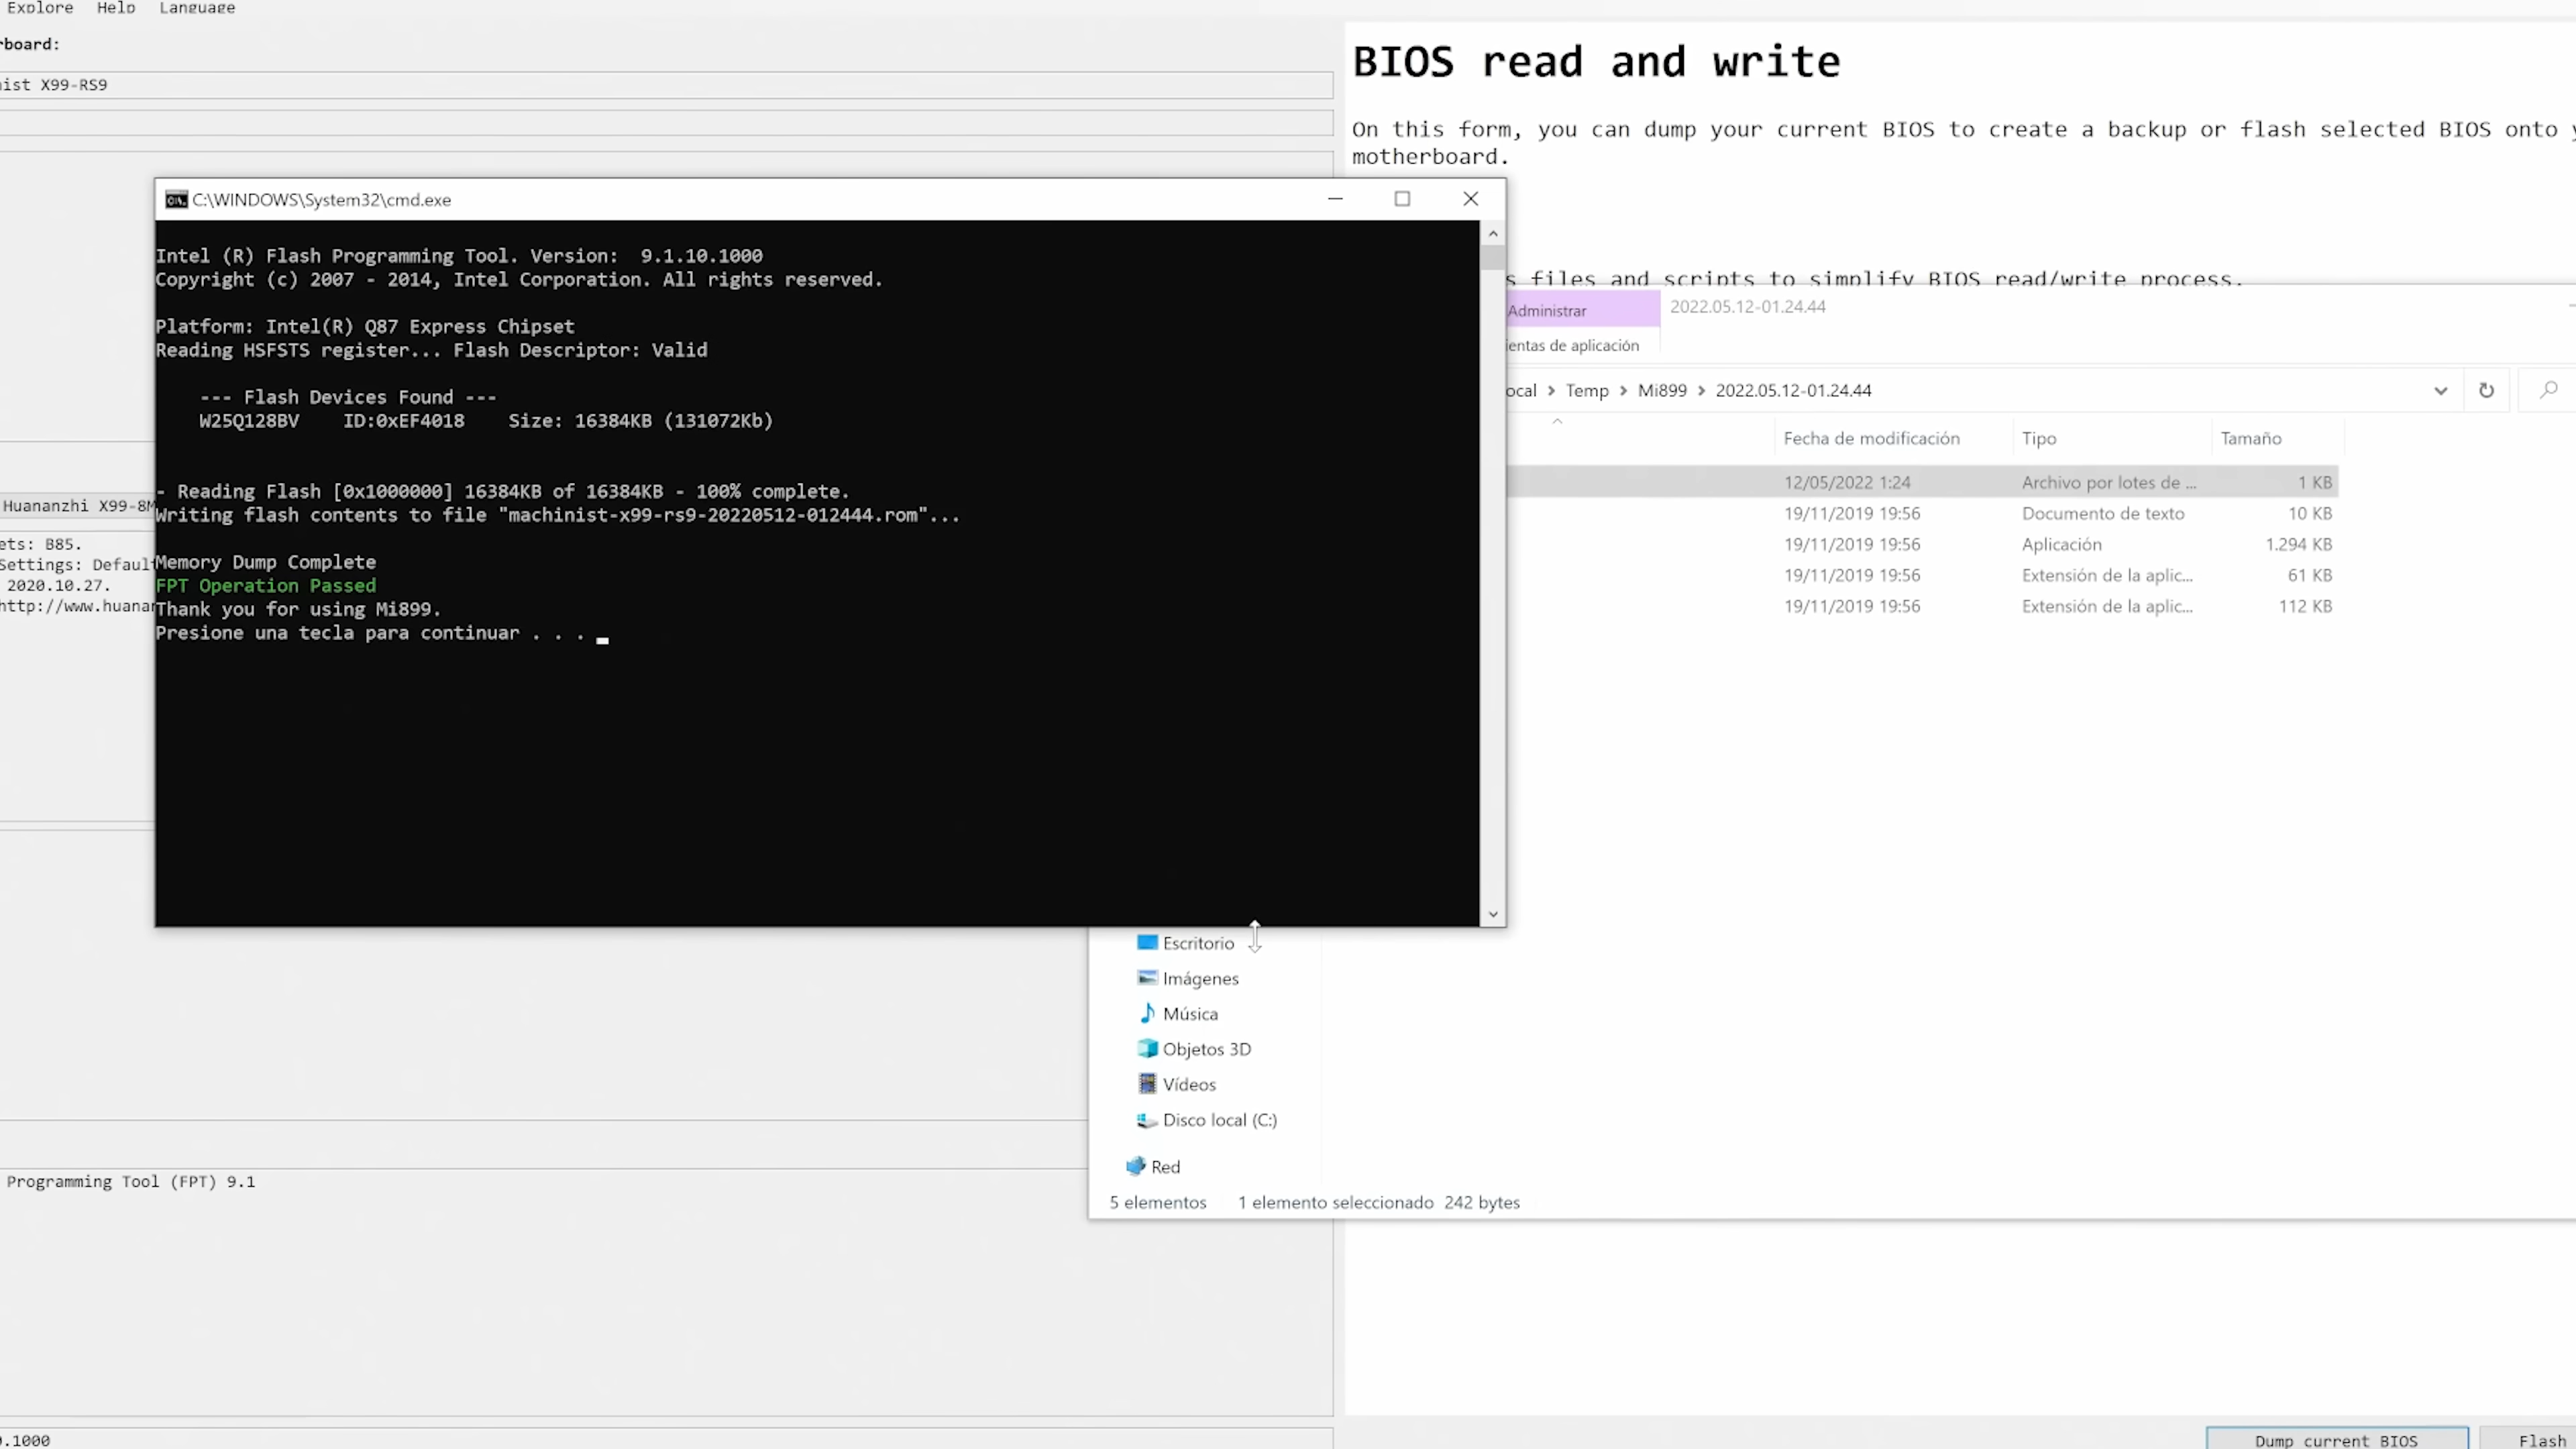 Explore Help Language
rboard:
ist X99-RS9
BIOS read and write
On this form, you can dump your current BIOS to create a backup or flash selected BIOS onto
motherboard.
C:\WINDOWS\System32\cmd.exe
Intel (R) Flash Programming Tool. Version:  9.1.10.1000
Copyright (c) 2007 - 2014, Intel Corporation. All rights reserved.
Platform: Intel(R) Q87 Express Chipset
Reading HSFSTS register... Flash Descriptor: Valid
--- Flash Devices Found ---
W25Q128BV    ID:0xEF4018    Size: 16384KB (131072Kb)
- Reading Flash [0x1000000] 16384KB of 16384KB - 100% complete.
Writing flash contents to file "machinist-x99-rs9-20220512-012444.rom"...
Memory Dump Complete
FPT Operation Passed
Thank you for using Mi899.
Presione una tecla para continuar . . .
s files and scripts to simplify BIOS read/write process.
Administrar 2022.05.12-01.24.44
ientas de aplicación
ocal > Temp > Mi899 > 2022.05.12-01.24.44
Fecha de modificación Tipo Tamaño
12/05/2022 1:24 Archivo por lotes de ... 1 KB
19/11/2019 19:56 Documento de texto 10 KB
19/11/2019 19:56 Aplicación 1.294 KB
19/11/2019 19:56 Extensión de la aplic... 61 KB
19/11/2019 19:56 Extensión de la aplic... 112 KB
Huananzhi X99-8M
ets: B85.
Settings: Default
2020.10.27.
http://www.huanan
Escritorio
Imágenes
Música
Objetos 3D
Vídeos
Disco local (C:)
Red
5 elementos 1 elemento seleccionado 242 bytes
Programming Tool (FPT) 9.1
.1000
Dump current BIOS Flash